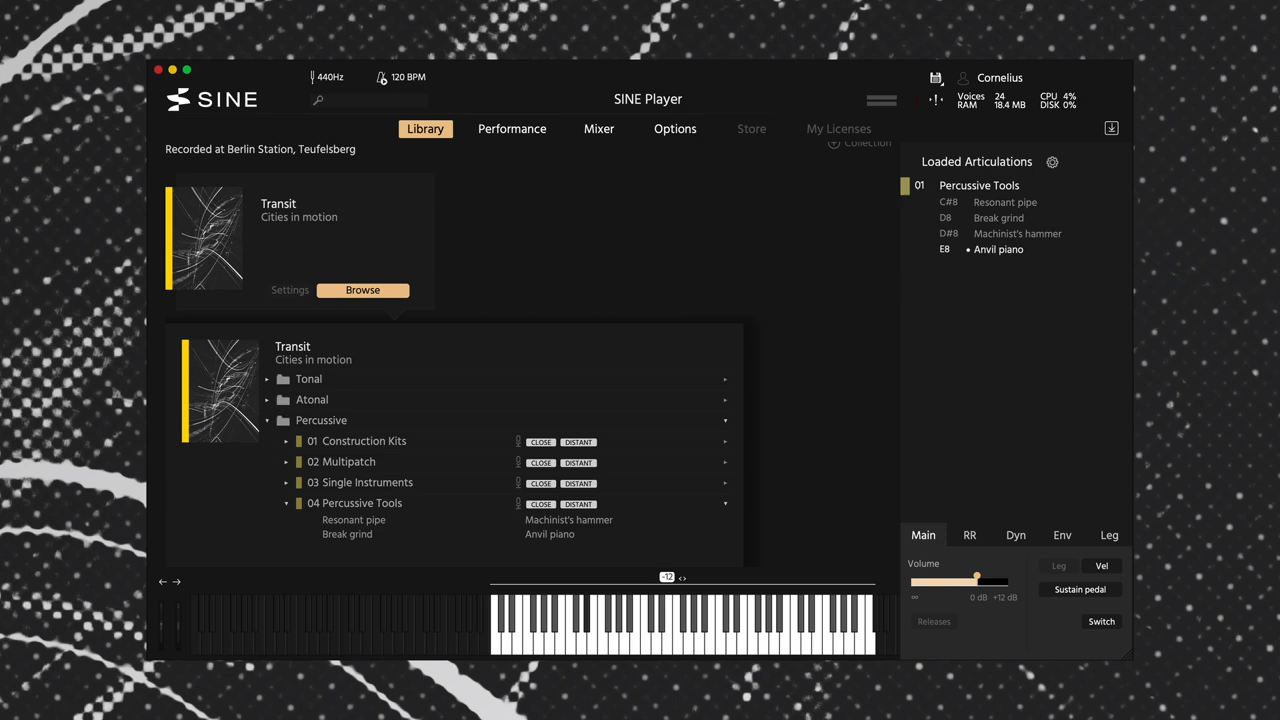 440Hz
120 BPM
Cornelius
SINE
SINE Player
Voices 24 CPU 4%
RAM 18.4 MB DISK 0%
Library Performance Mixer Options Store My Licenses
Recorded at Berlin Station, Teufelsberg
Collection
Transit
Cities in motion
Settings Browse
Transit
Cities in motion
Tonal
Atonal
Percussive
01 Construction Kits CLOSE DISTANT
02 Multipatch CLOSE DISTANT
03 Single Instruments CLOSE DISTANT
04 Percussive Tools CLOSE DISTANT
Resonant pipe Machinist's hammer
Break grind Anvil piano
-12
Loaded Articulations
01 Percussive Tools
C#8 Resonant pipe
D8 Break grind
D#8 Machinist's hammer
E8 • Anvil piano
Main RR Dyn Env Leg
Volume
Leg Vel
Sustain pedal
∞ 0 dB +12 dB
Releases
Switch